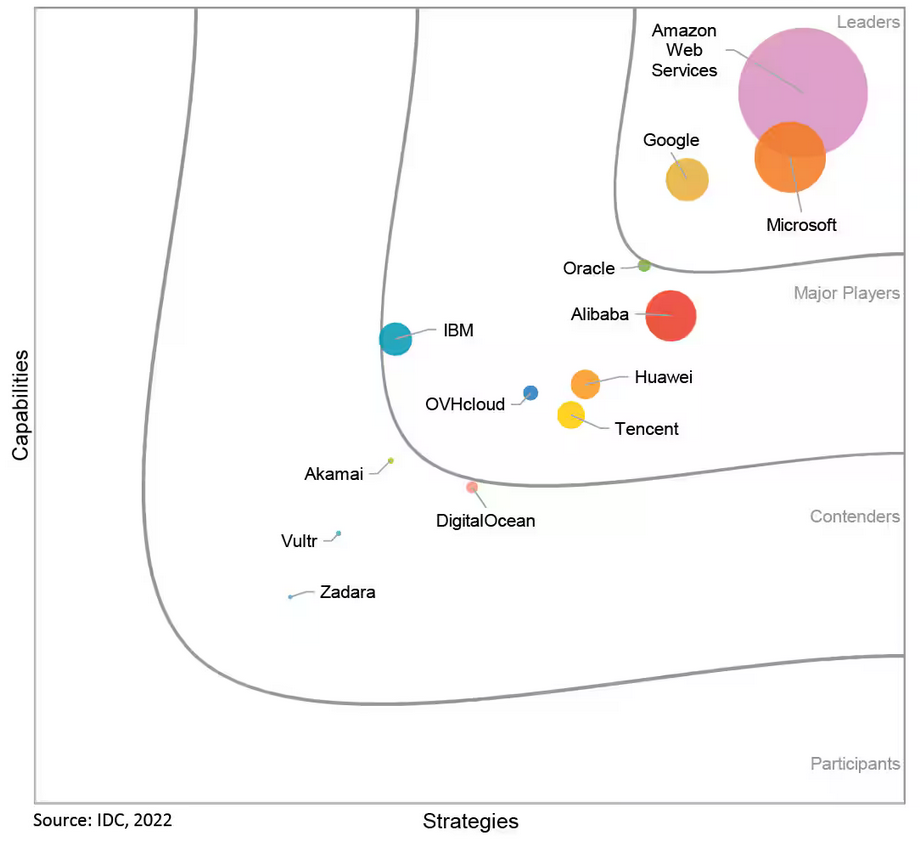 Leaders
Amazon
Web
Services
Google
Microsoft
Oracle
Major Players
Alibaba
IBM
Huawei
OVHcloud
Tencent
Capabilities
Akamai
DigitalOcean
Contenders
Vultr
Zadara
Participants
Source: IDC, 2022
Strategies